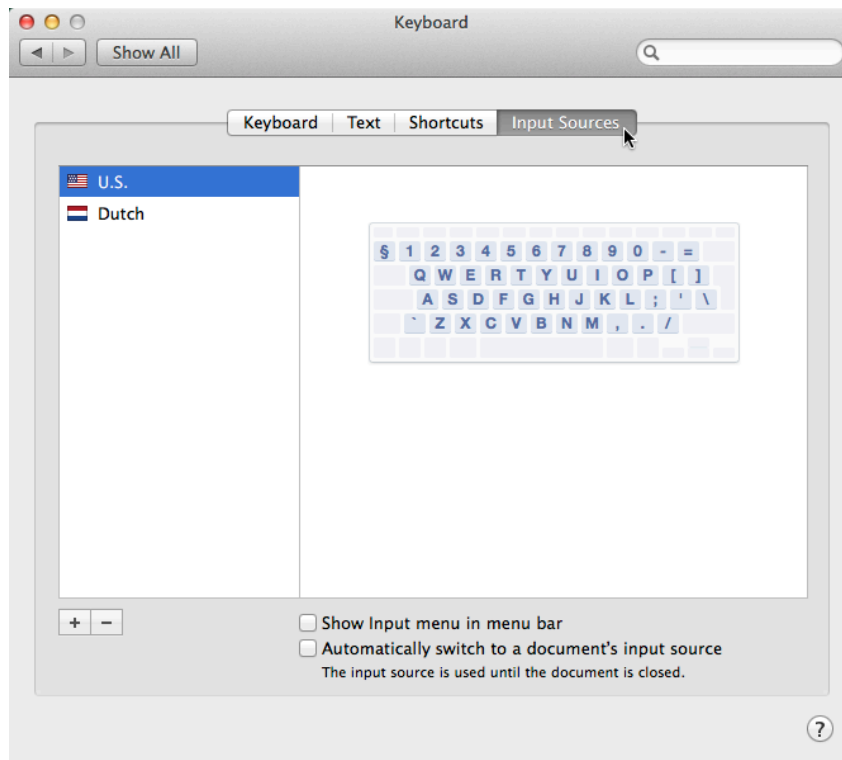 Keyboard
Show All
Keyboard Text Shortcuts Input Sources
U.S.
Dutch
§ 1 2 3 4 5 6 7 8 9 0 - =
Q W E R T Y U I O P [ ]
A S D F G H J K L ; ' \
` Z X C V B N M , . /
+ −
Show Input menu in menu bar
Automatically switch to a document's input source
The input source is used until the document is closed.
?